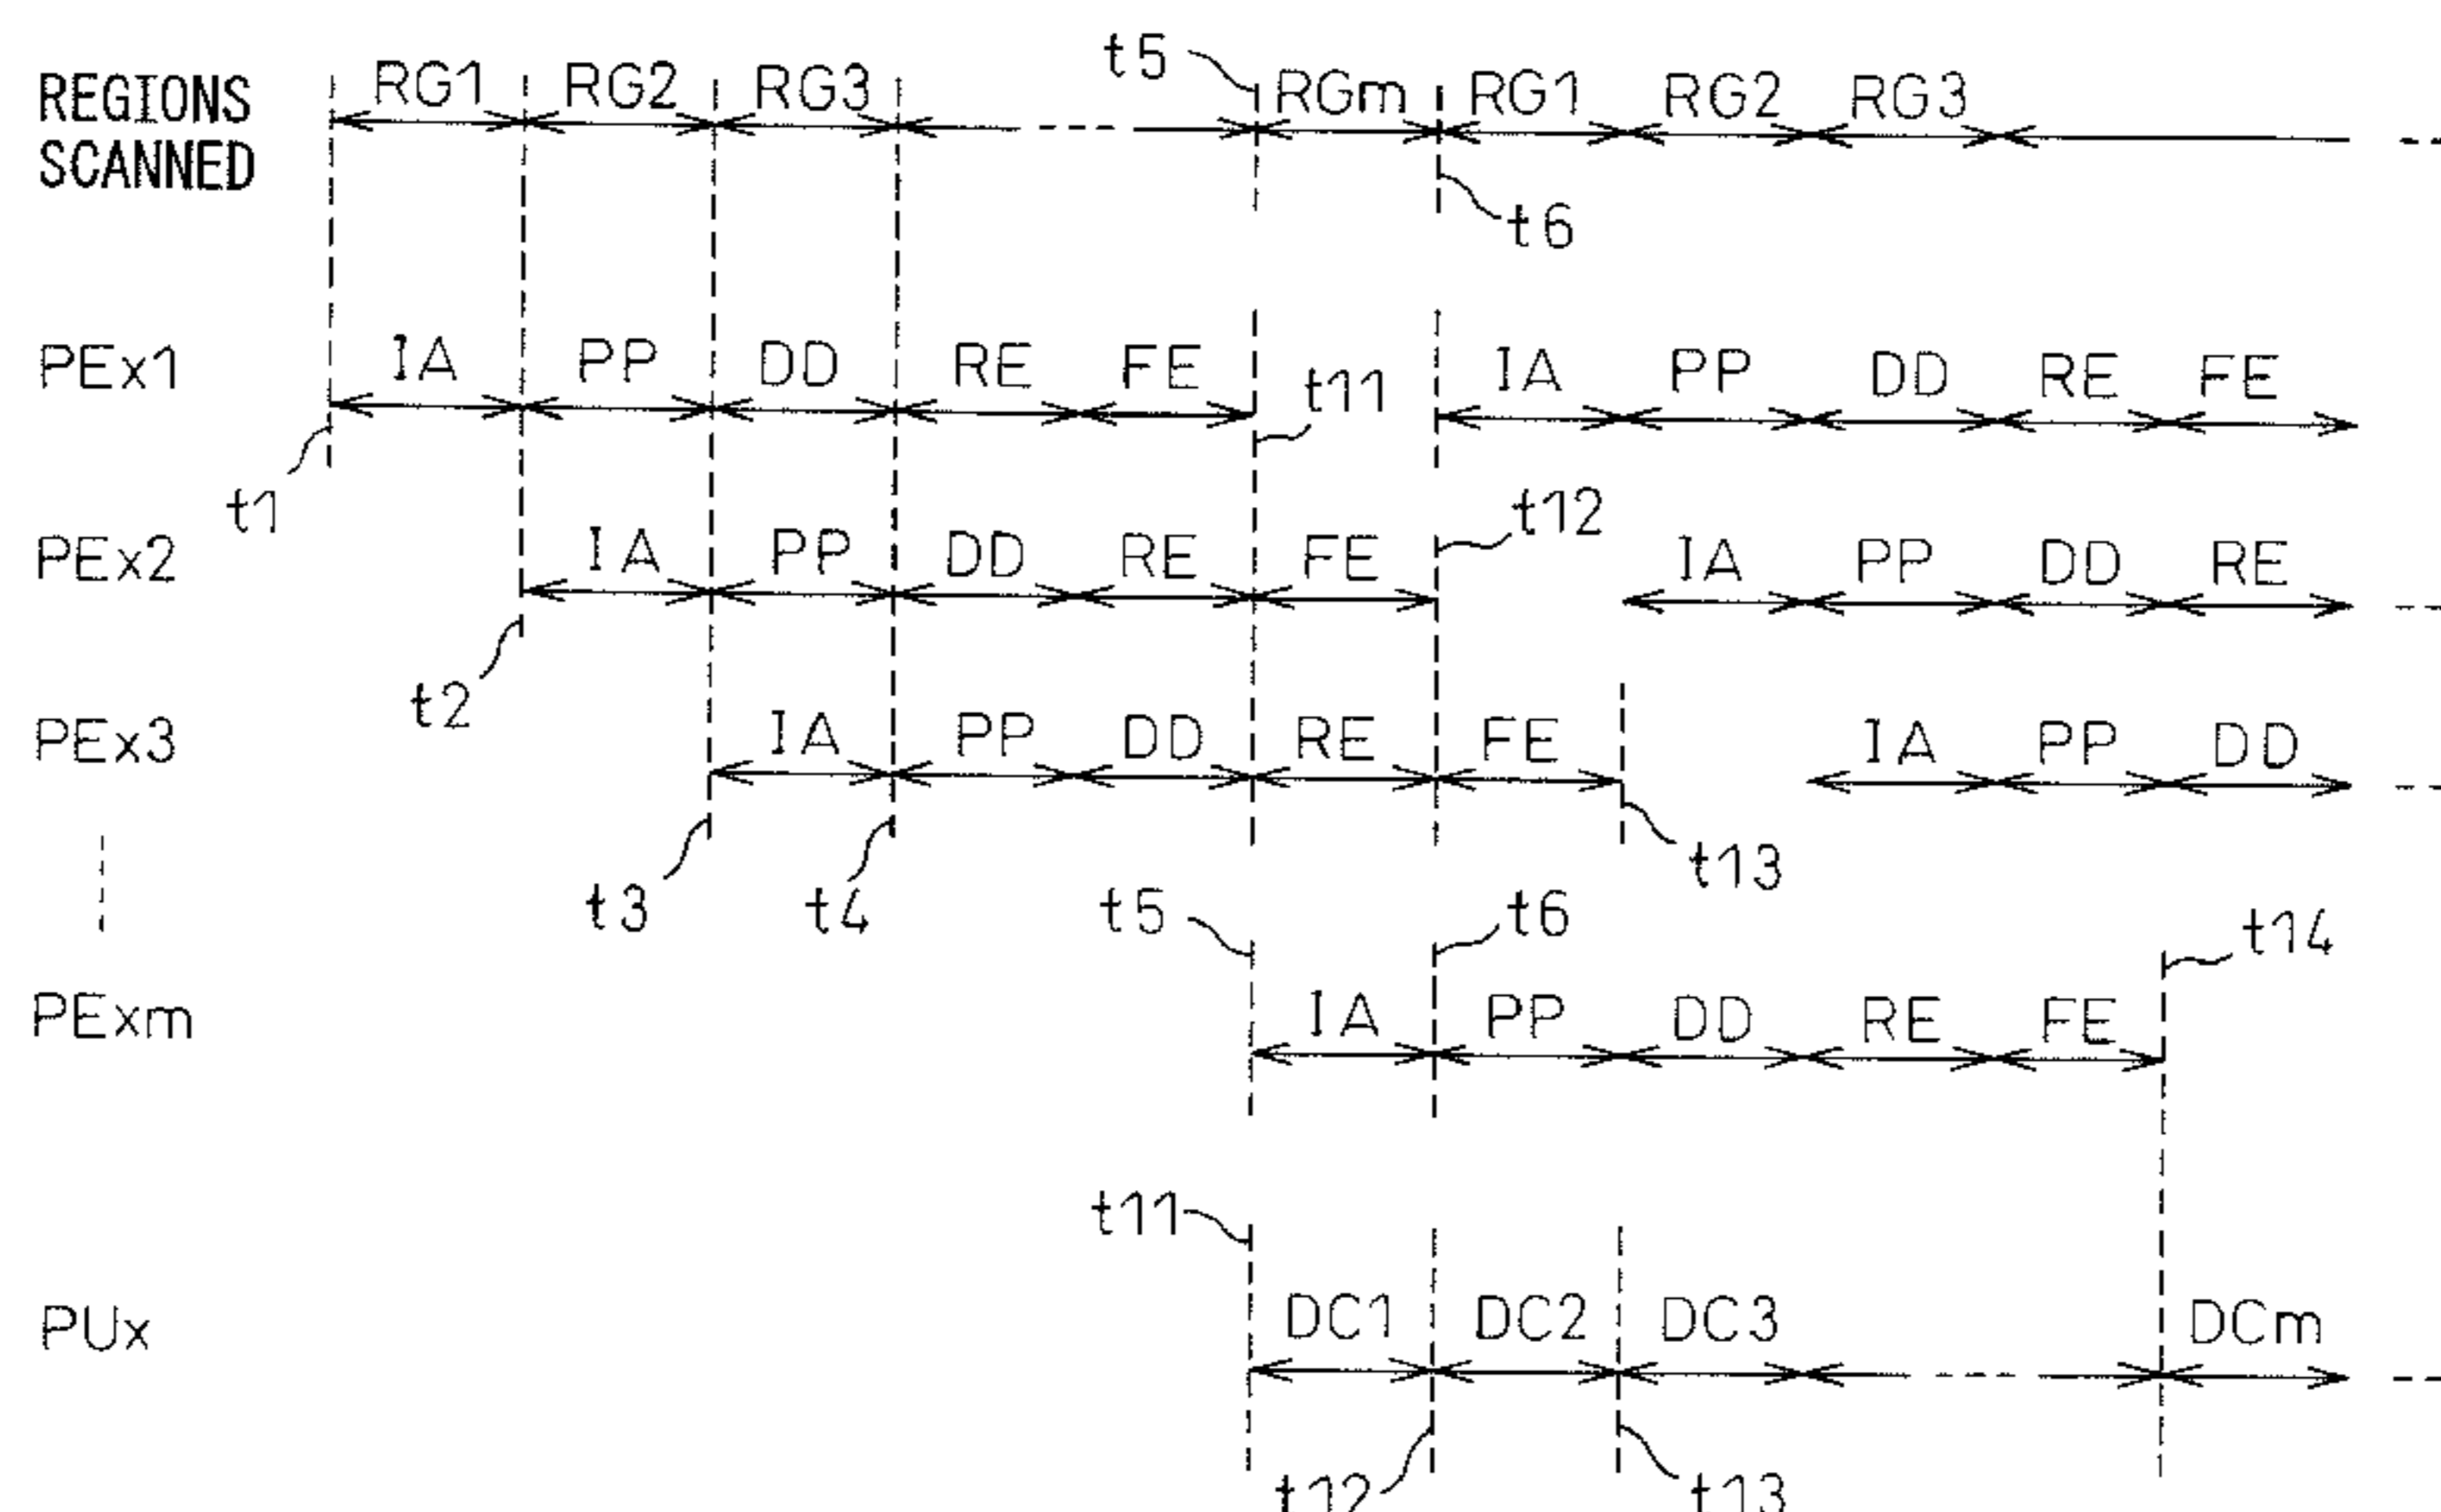 REGIONS SCANNED
RG1 RG2 RG3 t5 RGm RG1 RG2 RG3
t6
PEx1 IA PP DD RE FE t11 IA PP DD RE FE
t1
PEx2 IA PP DD RE FE t12 IA PP DD RE
t2
PEx3 IA PP DD RE FE IA PP DD
t13
t3 t4 t5 t6 t14
PExm IA PP DD RE FE
t11
PUx DC1 DC2 DC3 DCm
t12 t13